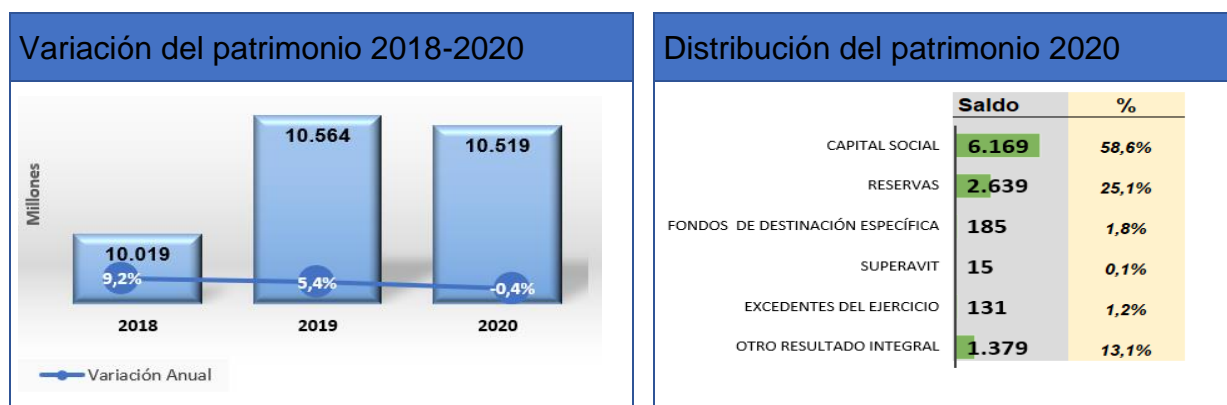 Variación del patrimonio 2018-2020
Millones
10.019
10.564
10.519
9,2%
5,4%
-0,4%
2018
2019
2020
Variación Anual
Distribución del patrimonio 2020
Saldo %
CAPITAL SOCIAL 6.169 58,6%
RESERVAS 2.639 25,1%
FONDOS DE DESTINACIÓN ESPECÍFICA 185 1,8%
SUPERAVIT 15 0,1%
EXCEDENTES DEL EJERCICIO 131 1,2%
OTRO RESULTADO INTEGRAL 1.379 13,1%